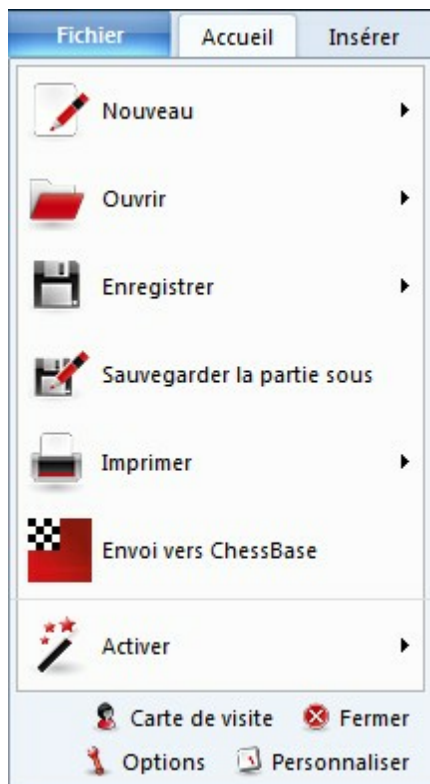 Fichier Accueil Insérer
Nouveau
Ouvrir
Enregistrer
Sauvegarder la partie sous
Imprimer
Envoi vers ChessBase
Activer
Carte de visite Fermer
Options Personnaliser